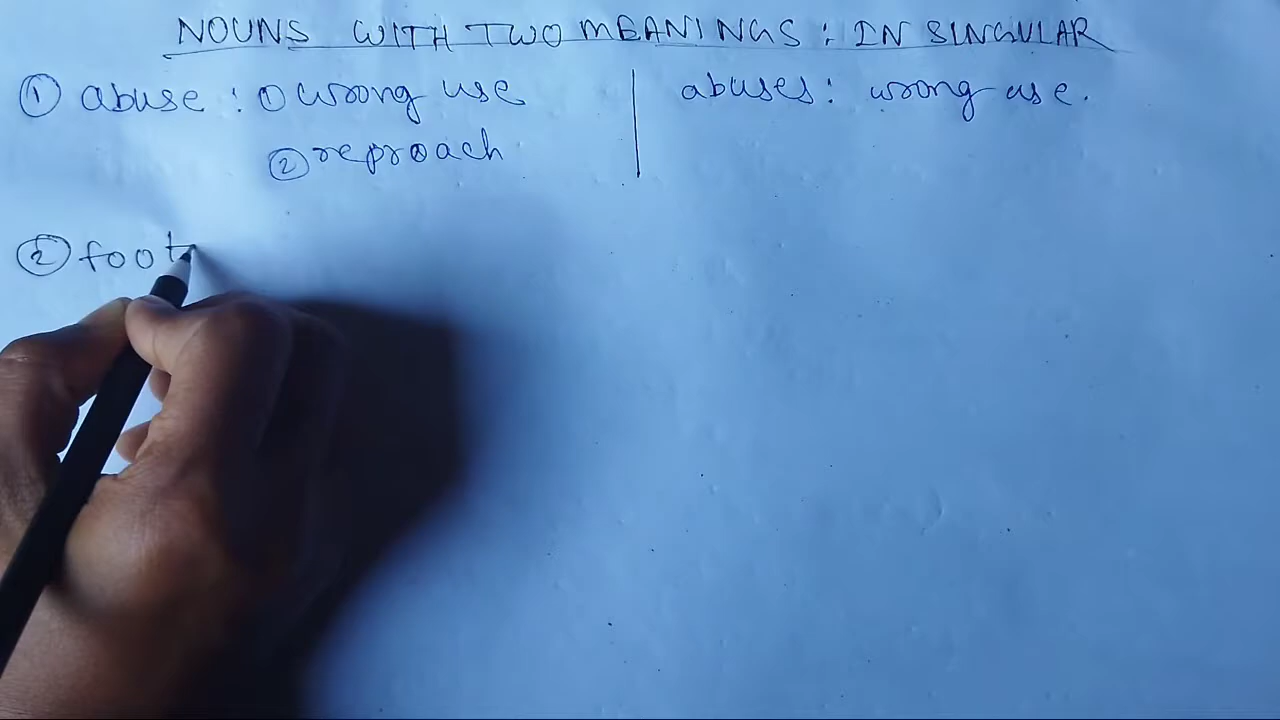 NOUNS WITH TWO MEANINGS : IN SINGULAR
① abuse : ① wrong use
② reproach
abuses : wrong use.
② foot